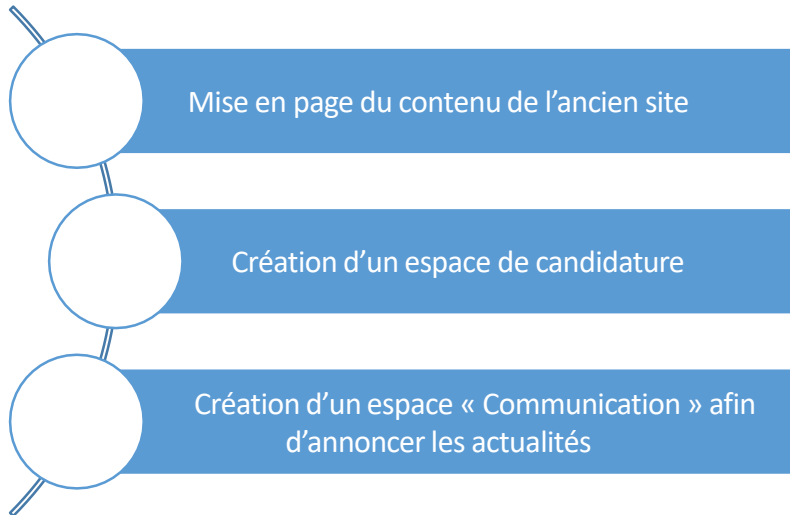 Mise en page du contenu de l’ancien site
Création d’un espace de candidature
Création d’un espace « Communication » afin
d’annoncer les actualités